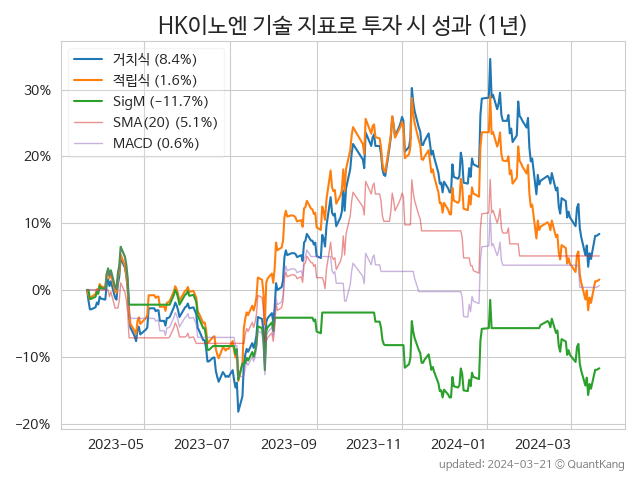 HK이노엔 기술 지표로 투자 시 성과 (1년)
거치식 (8.4%)
적립식 (1.6%)
SigM (−11.7%)
SMA(20) (5.1%)
MACD (0.6%)
30%
20%
10%
0%
−10%
−20%
2023−05 2023−07 2023−09 2023−11 2024−01 2024−03
updated: 2024-03-21 © QuantKang